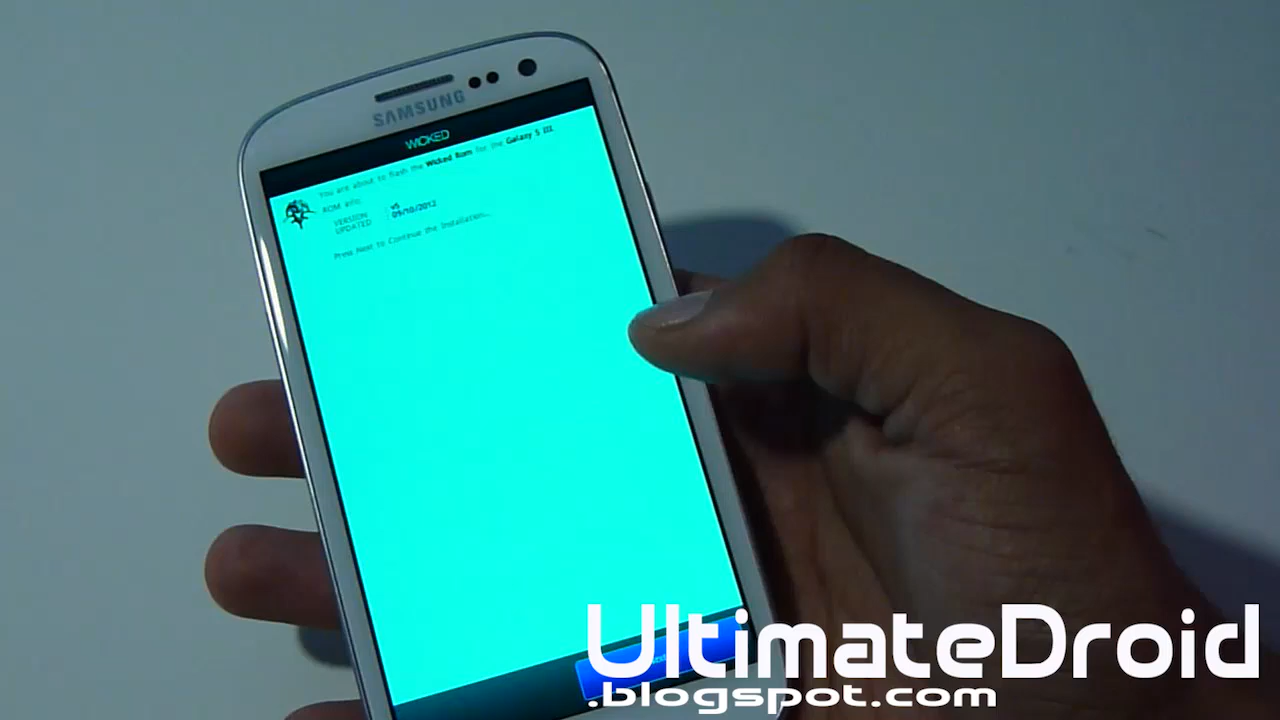 SAMSUNG
WICKED
You are about to flash the Wicked Rom for the Galaxy S III.
ROM info.
VERSION : v5
UPDATED : 09/10/2012
Press Next to Continue the Installation...
UltimateDroid
.blogspot.com